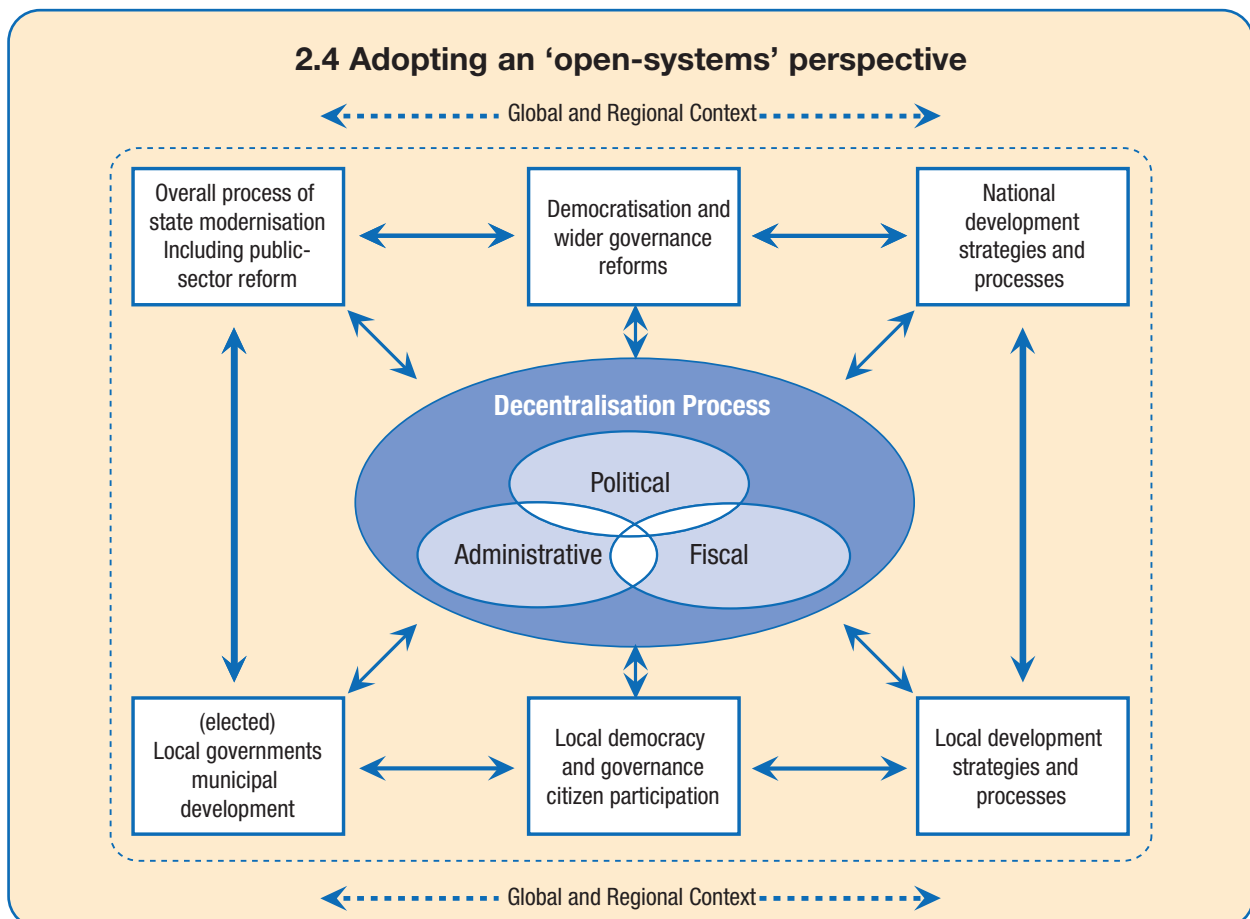 2.4 Adopting an ‘open-systems’ perspective
Global and Regional Context
Overall process of
state modernisation
Including public-
sector reform
Democratisation and
wider governance
reforms
National
development
strategies and
processes
Decentralisation Process
Political
Administrative
Fiscal
(elected)
Local governments
municipal
development
Local democracy
and governance
citizen participation
Local development
strategies and
processes
Global and Regional Context